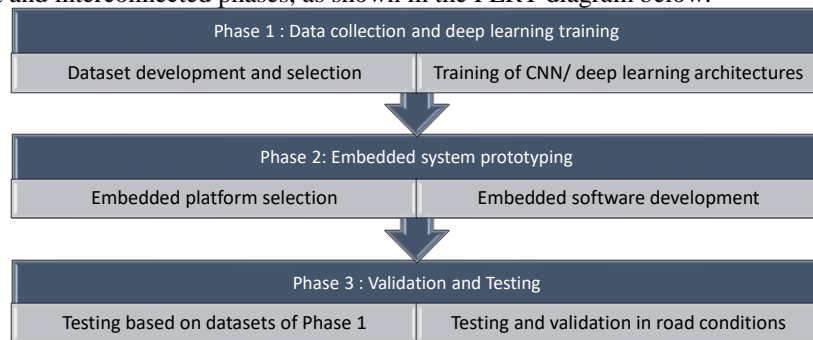 and interconnected phases, as shown in the PERT diagram below.
Phase 1 : Data collection and deep learning training
Dataset development and selection
Training of CNN/ deep learning architectures
Phase 2: Embedded system prototyping
Embedded platform selection
Embedded software development
Phase 3 : Validation and Testing
Testing based on datasets of Phase 1
Testing and validation in road conditions